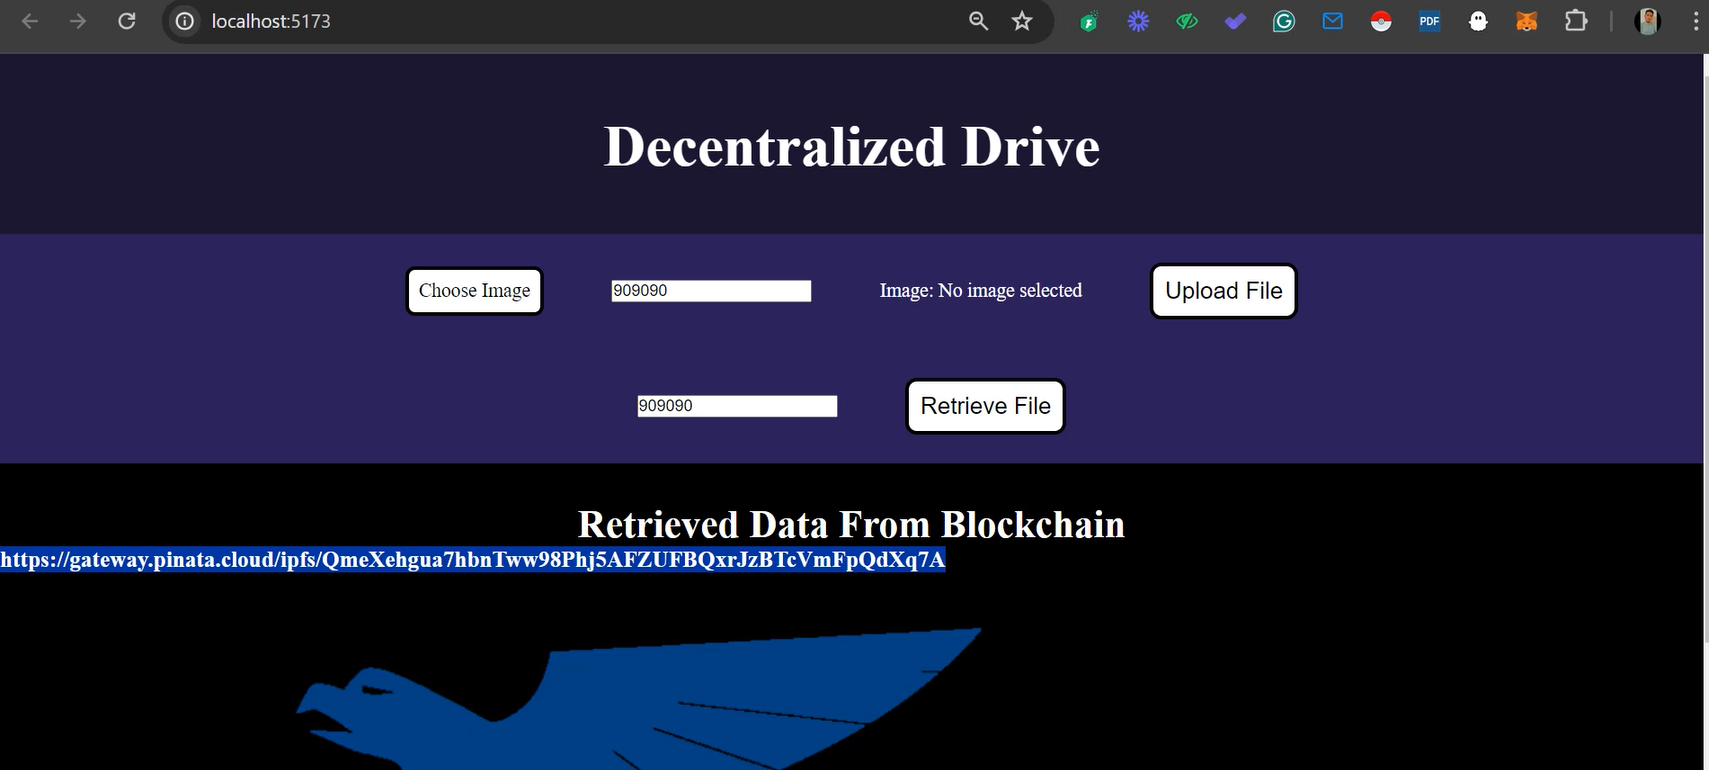 localhost:5173
PDF
Decentralized Drive
Choose Image
909090
Image: No image selected
Upload File
909090
Retrieve File
Retrieved Data From Blockchain
https://gateway.pinata.cloud/ipfs/QmeXehgua7hbnTww98Phj5AFZUFBQxrJzBTcVmFpQdXq7A